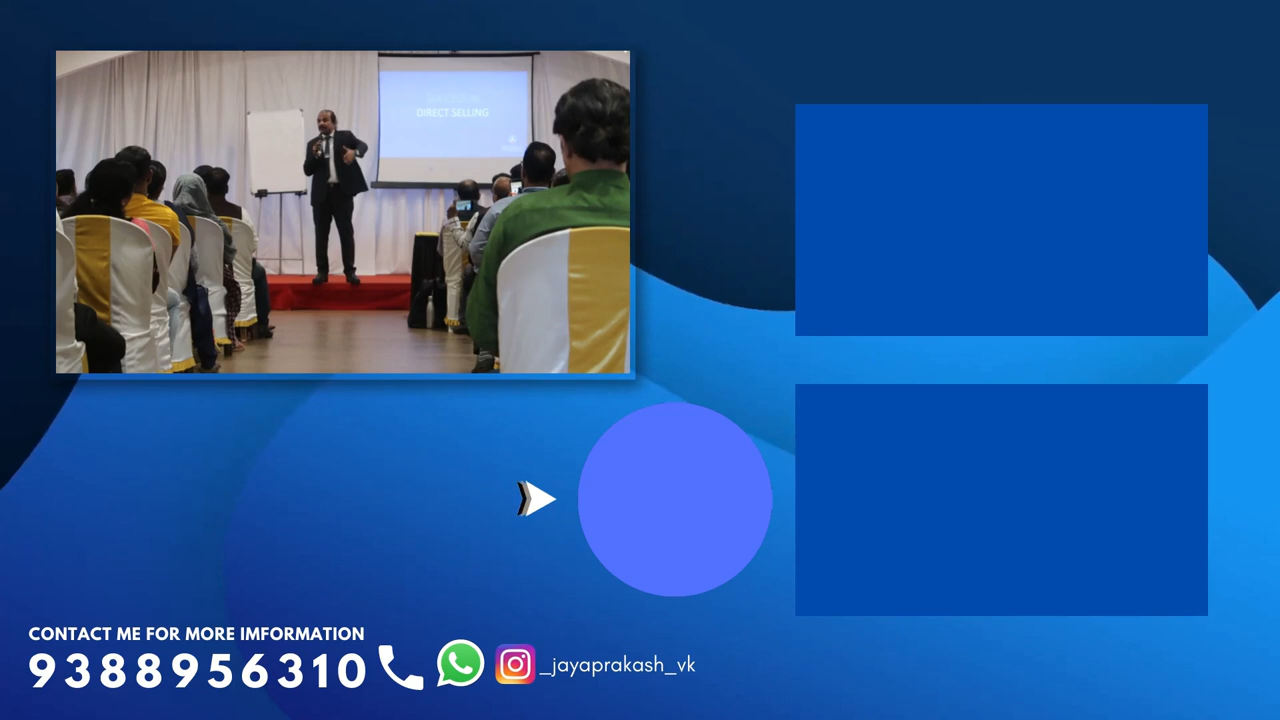 DIRECT SELLING
CONTACT ME FOR MORE IMFORMATION
9388956310
_jayaprakash_vk